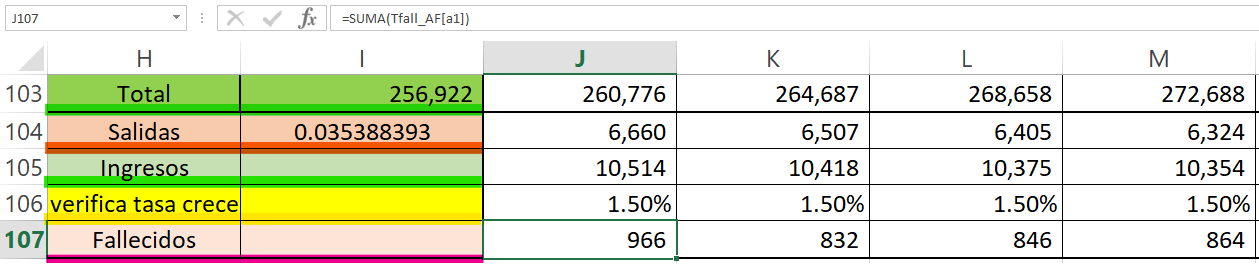 J107 fx =SUMA(Tfall_AF[a1])
H I J K L M
103 Total 256,922 260,776 264,687 268,658 272,688
104 Salidas 0.035388393 6,660 6,507 6,405 6,324
105 Ingresos 10,514 10,418 10,375 10,354
106 verifica tasa crece 1.50% 1.50% 1.50% 1.50%
107 Fallecidos 966 832 846 864